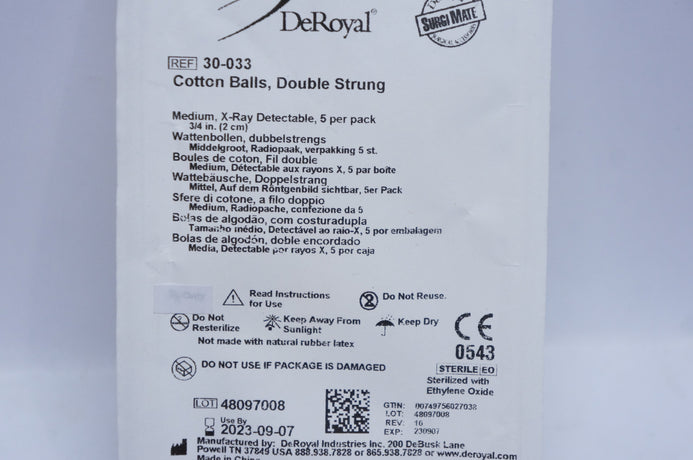 DeRoyal®
SURGI MATE
REF 30-033
Cotton Balls, Double Strung
Medium, X-Ray Detectable, 5 per pack
3/4 in. (2 cm)
Wattenbollen, dubbelstrengs
Middelgroot, Radiopaak, verpakking 5 st.
Boules de coton, Fil double
Medium, Détectable aux rayons X, 5 par boîte
Wattebäusche, Doppelstrang
Mittel, Auf dem Röntgenbild sichtbar, 5er Pack
Sfere di cotone, a filo doppio
Medium, Radiopache, confezione da 5
Bolas de algodão, com costuradupla
Tamanho médio, Detectável ao raio-X, 5 por embalagem
Bolas de algodón, doble encordado
Media, Detectable por rayos X, 5 per caja
Read Instructions for Use
Do Not Reuse.
Do Not Resterilize
Keep Away From Sunlight
Keep Dry
CE
0543
Not made with natural rubber latex
DO NOT USE IF PACKAGE IS DAMAGED
STERILE EO
Sterilized with
Ethylene Oxide
LOT 48097008
Use By
2023-09-07
GTIN: 00749756027038
LOT: 48097008
REV: 16
EXP: 230907
Manufactured by: DeRoyal Industries Inc. 200 DeBusk Lane
Powell TN 37849 USA 888.938.7828 or 865.938.7828 or www.deroyal.com
Made in China